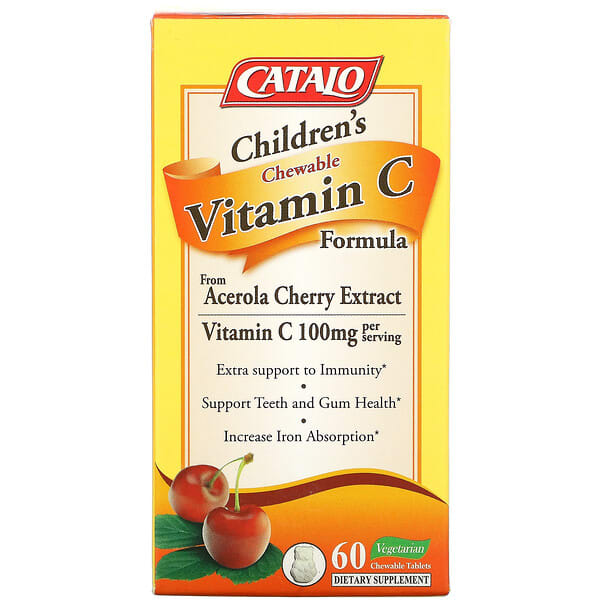 CATALO
Children's
Chewable
Vitamin C
Formula
From
Acerola Cherry Extract
Vitamin C 100mg per serving
Extra support to Immunity*
•
Support Teeth and Gum Health*
•
Increase Iron Absorption*
60 Vegetarian
Chewable Tablets
DIETARY SUPPLEMENT